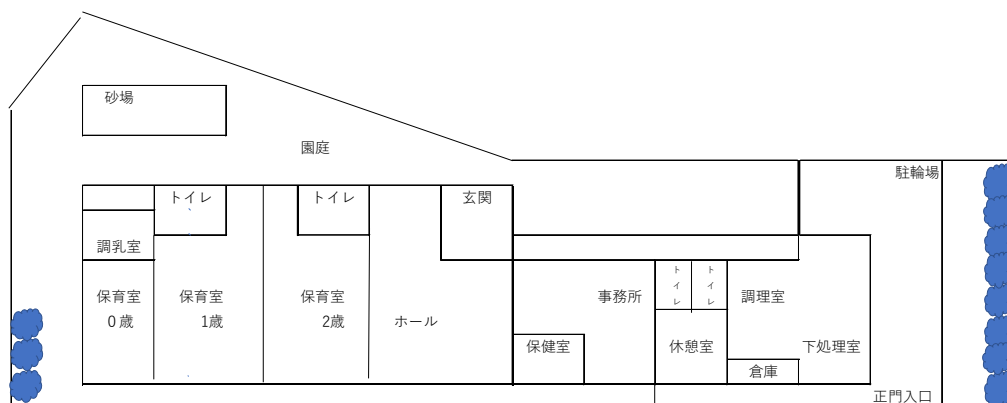 砂場
園庭
駐輪場
トイレ
トイレ
玄関
調乳室
保育室
0歳
保育室
1歳
保育室
2歳
ホール
事務所
トイレ
トイレ
調理室
保健室
休憩室
下処理室
倉庫
正門入口